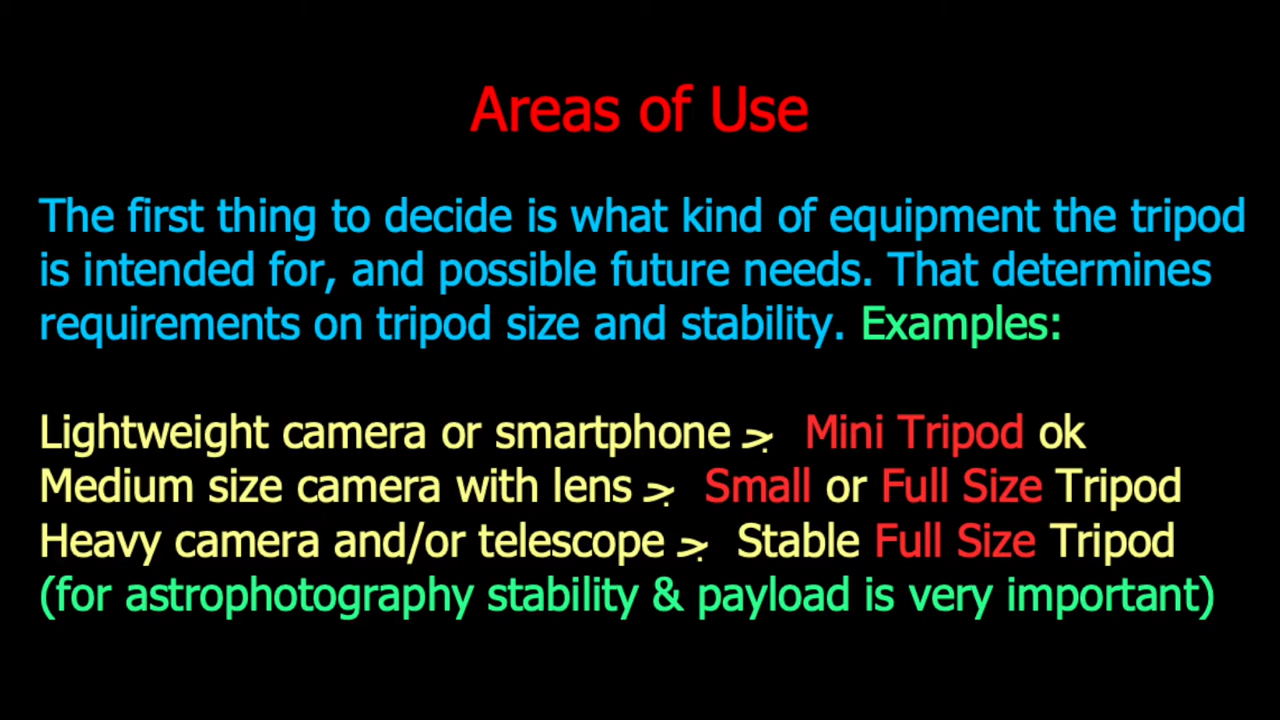 Areas of Use
The first thing to decide is what kind of equipment the tripod
is intended for, and possible future needs. That determines
requirements on tripod size and stability. Examples:
Lightweight camera or smartphone ﺟ Mini Tripod ok
Medium size camera with lens ﺟ Small or Full Size Tripod
Heavy camera and/or telescope ﺟ Stable Full Size Tripod
(for astrophotography stability & payload is very important)